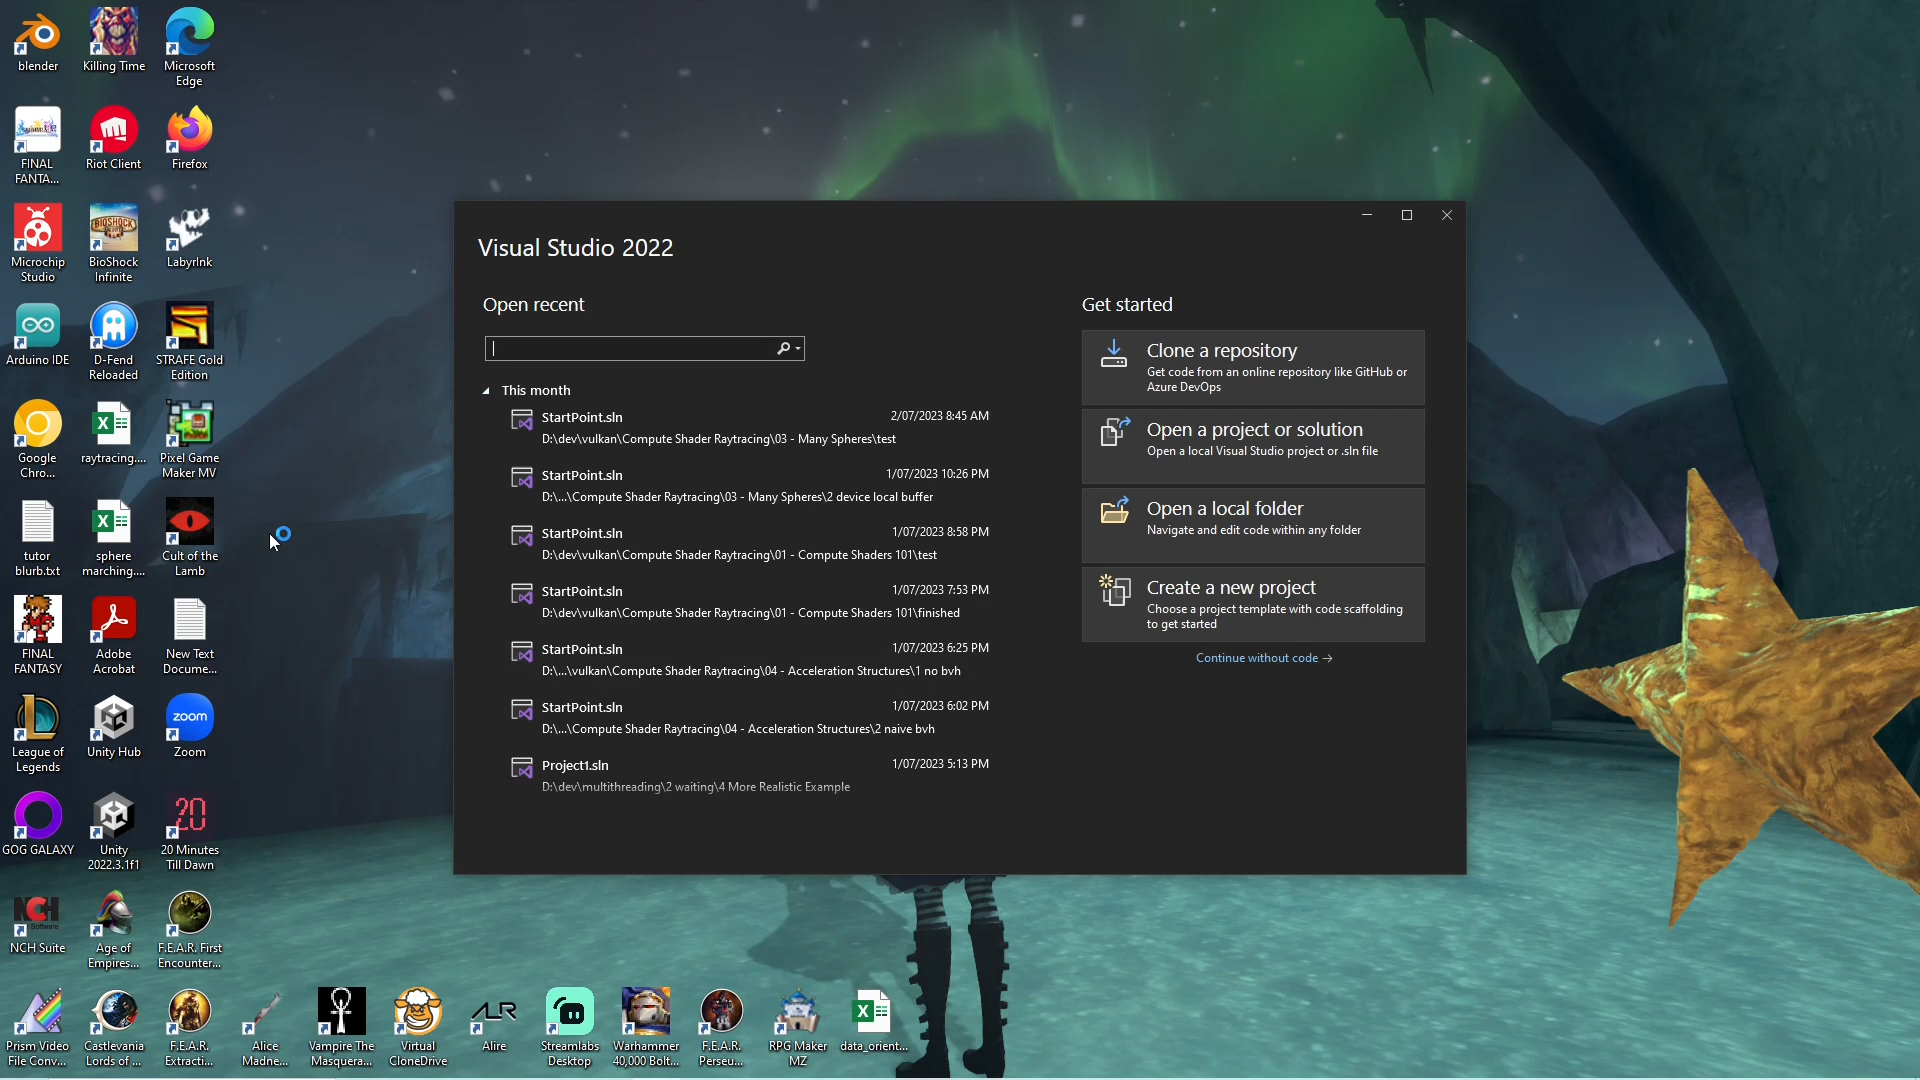 blender
Killing Time
Microsoft
Edge
FINAL
FANTA...
Riot Client
Firefox
Microchip
Studio
BioShock
Infinite
LabyrInk
Arduino IDE
D-Fend
Reloaded
STRAFE Gold
Edition
Google
Chro...
raytracing....
Pixel Game
Maker MV
tutor
blurb.txt
sphere
marching....
Cult of the
Lamb
FINAL
FANTASY
Adobe
Acrobat
New Text
Docume...
League of
Legends
Unity Hub
zoom
Zoom
GOG GALAXY
Unity
2022.3.1f1
20
20 Minutes
Till Dawn
NCH
Software
NCH Suite
Age of
Empires...
F.E.A.R. First
Encounter...
Prism Video
File Conv...
Castlevania
Lords of ...
F.E.A.R.
Extracti...
Alice
Madne...
Vampire The
Masquera...
Virtual
CloneDrive
ALR
Alire
Streamlabs
Desktop
Warhammer
40,000 Bolt...
F.E.A.R.
Perseu...
RPG Maker
MZ
data_orient...
Visual Studio 2022
Open recent
This month
StartPoint.sln 2/07/2023 8:45 AM
D:\dev\vulkan\Compute Shader Raytracing\03 - Many Spheres\test
StartPoint.sln 1/07/2023 10:26 PM
D:\...\Compute Shader Raytracing\03 - Many Spheres\2 device local buffer
StartPoint.sln 1/07/2023 8:58 PM
D:\dev\vulkan\Compute Shader Raytracing\01 - Compute Shaders 101\test
StartPoint.sln 1/07/2023 7:53 PM
D:\dev\vulkan\Compute Shader Raytracing\01 - Compute Shaders 101\finished
StartPoint.sln 1/07/2023 6:25 PM
D:\...\vulkan\Compute Shader Raytracing\04 - Acceleration Structures\1 no bvh
StartPoint.sln 1/07/2023 6:02 PM
D:\...\Compute Shader Raytracing\04 - Acceleration Structures\2 naive bvh
Project1.sln 1/07/2023 5:13 PM
D:\dev\multithreading\2 waiting\4 More Realistic Example
Get started
Clone a repository
Get code from an online repository like GitHub or
Azure DevOps
Open a project or solution
Open a local Visual Studio project or .sln file
Open a local folder
Navigate and edit code within any folder
Create a new project
Choose a project template with code scaffolding
to get started
Continue without code →